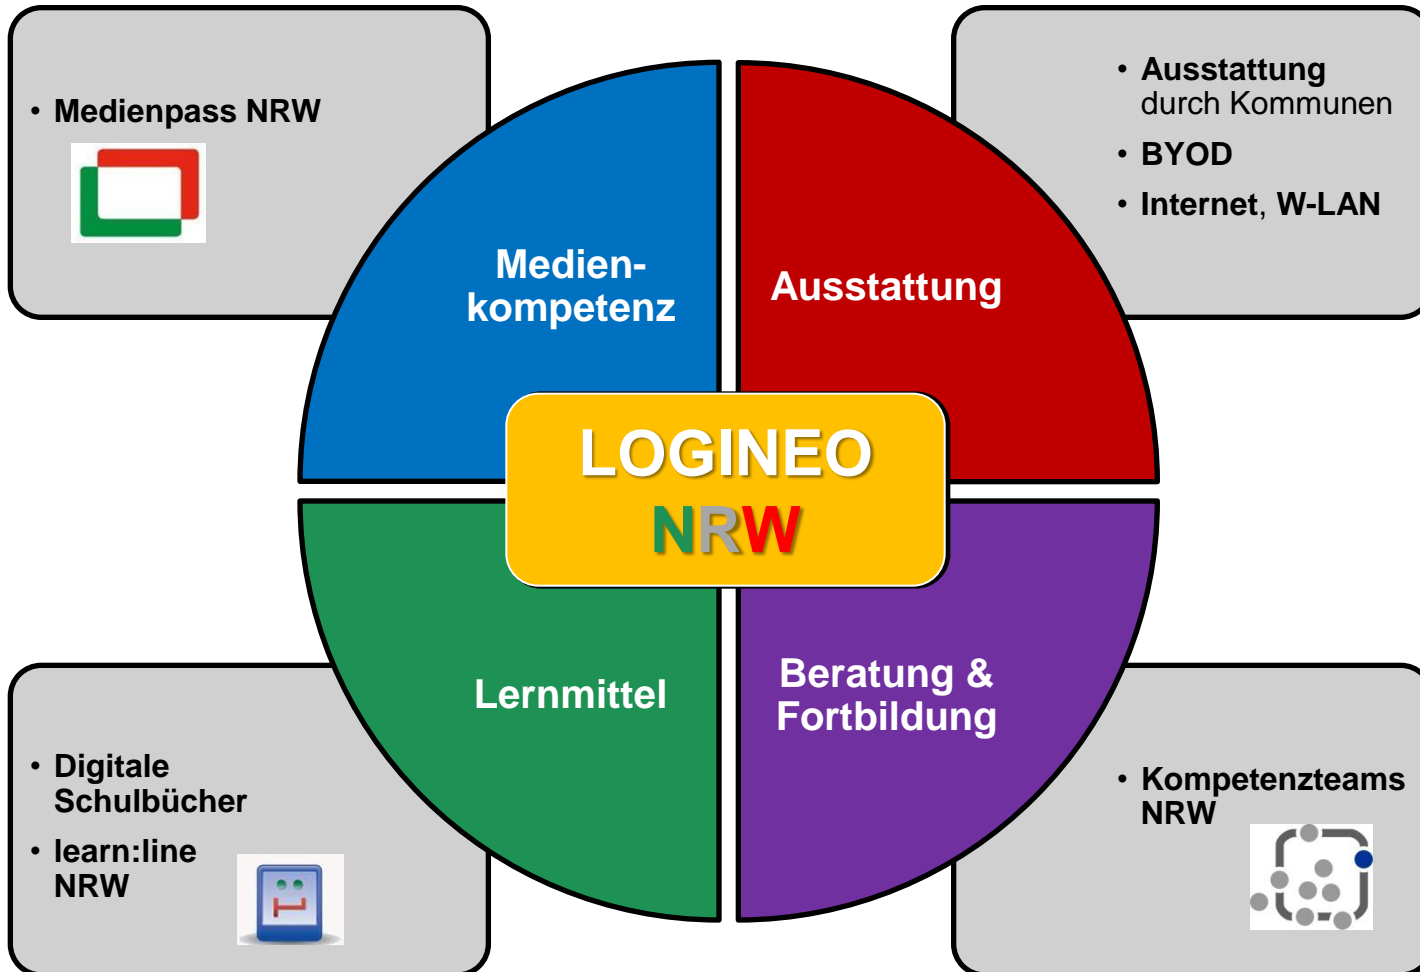 • Medienpass NRW
• Ausstattung
durch Kommunen
• BYOD
• Internet, W-LAN
Medien-
kompetenz
Ausstattung
LOGINEO
NRW
Lernmittel
Beratung &
Fortbildung
• Digitale
Schulbücher
• learn:line
NRW
• Kompetenzteams
NRW